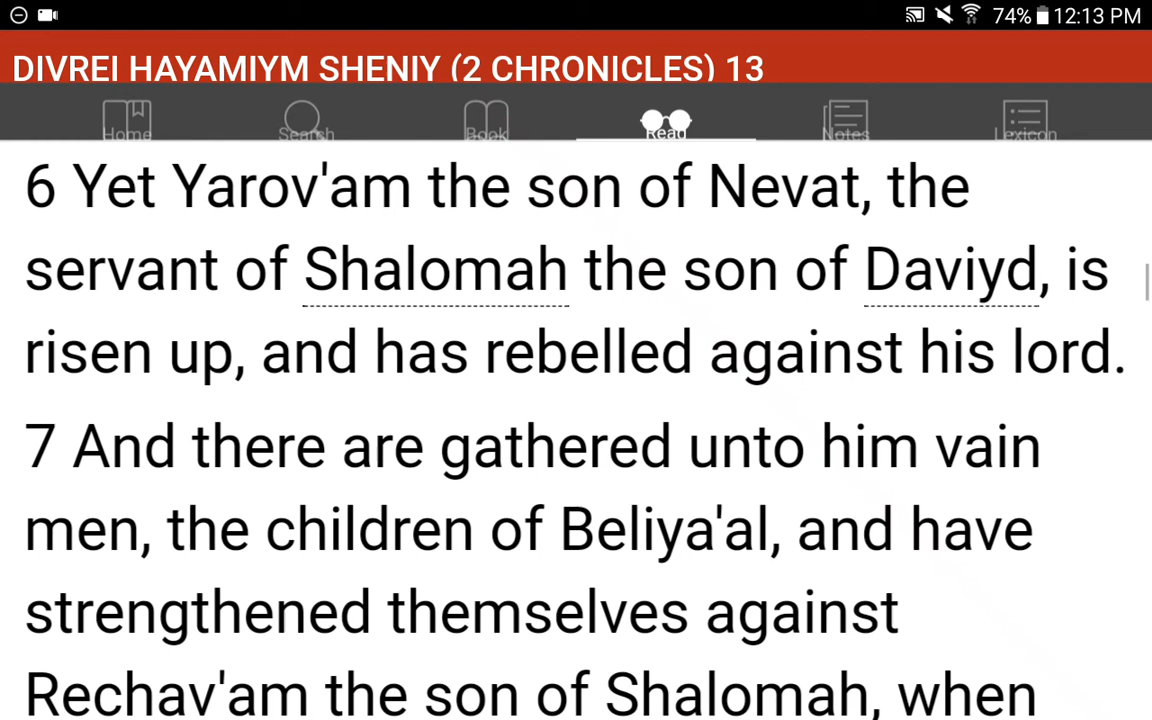 74% 12:13 PM
DIVREI HAYAMIYM SHENIY (2 CHRONICLES) 13
Home Search Book Read Notes Lexicon
6 Yet Yarov'am the son of Nevat, the
servant of Shalomah the son of Daviyd, is
risen up, and has rebelled against his lord.
7 And there are gathered unto him vain
men, the children of Beliya'al, and have
strengthened themselves against
Rechav'am the son of Shalomah, when